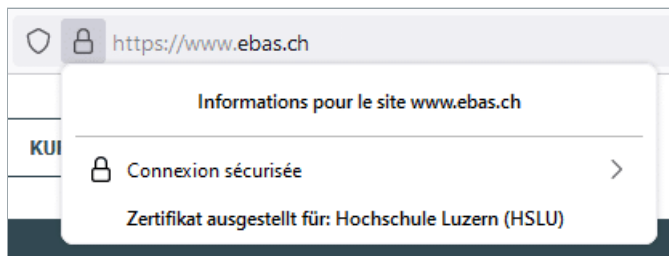 https://www.ebas.ch
Informations pour le site www.ebas.ch
Connexion sécurisée
Zertifikat ausgestellt für: Hochschule Luzern (HSLU)